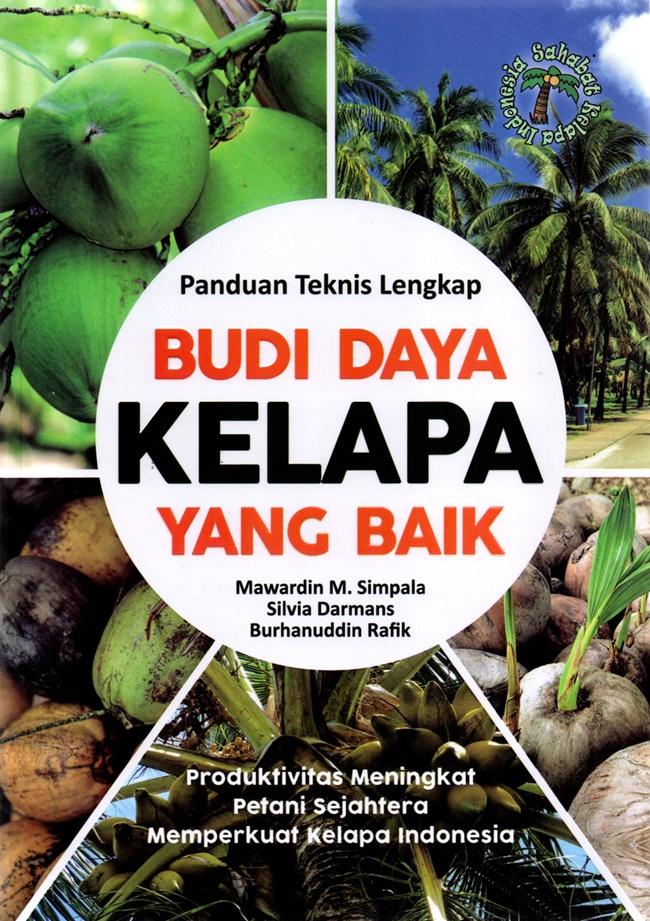 Sahabat Kelapa Indonesia
Panduan Teknis Lengkap
BUDI DAYA
KELAPA
YANG BAIK
Mawardin M. Simpala
Silvia Darmans
Burhanuddin Rafik
Produktivitas Meningkat
Petani Sejahtera
Memperkuat Kelapa Indonesia